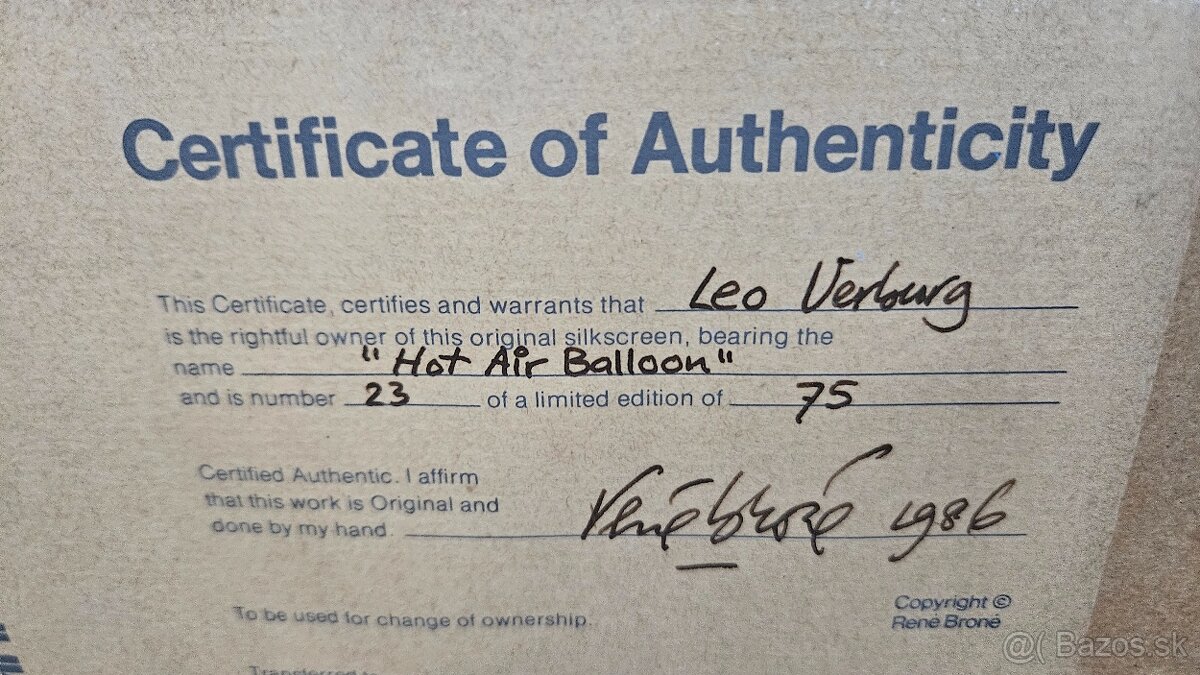 Certificate of Authenticity
This Certificate, certifies and warrants that Leo Verburg
is the rightful owner of this original silkscreen, bearing the
name "Hot Air Balloon"
and is number 23 of a limited edition of 75
Certified Authentic. I affirm
that this work is Original and
done by my hand. René Broné 1986
To be used for change of ownership.
Copyright ©
René Broné
Transferred
@( Bazos.sk